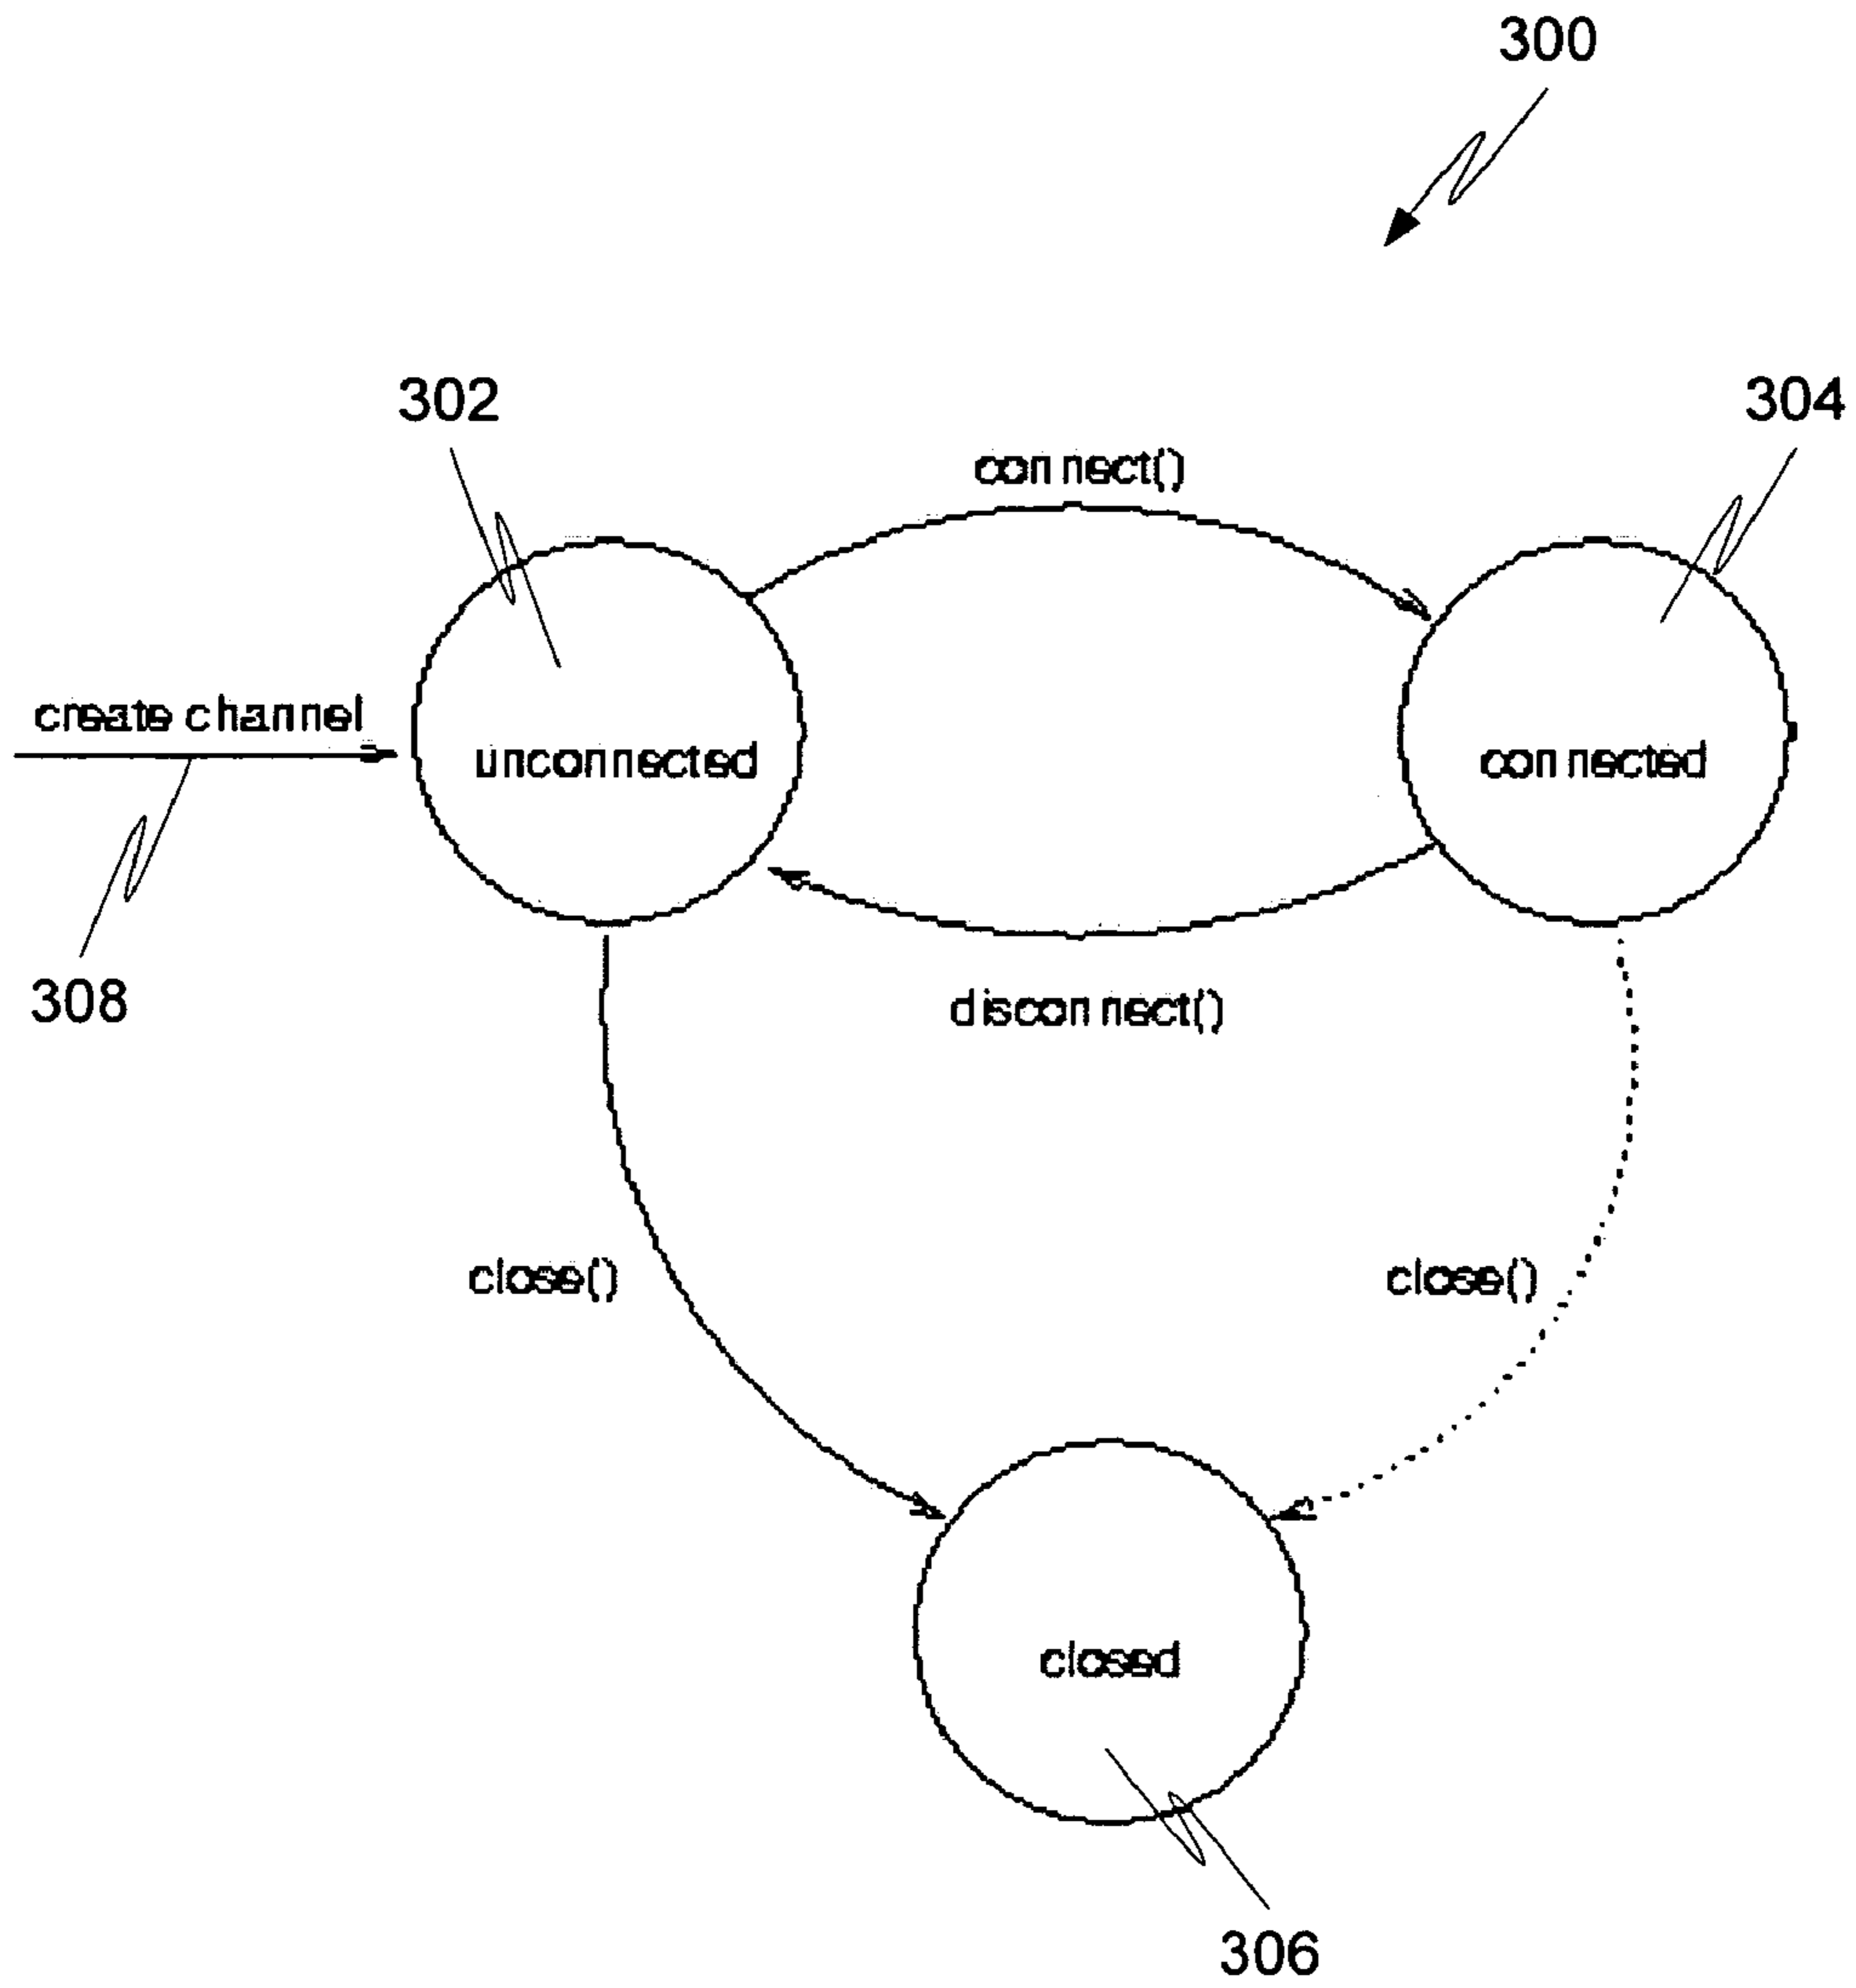 300
302
304
connect()
create channel
unconnected
connected
308
disconnect()
close()
close()
closed
306